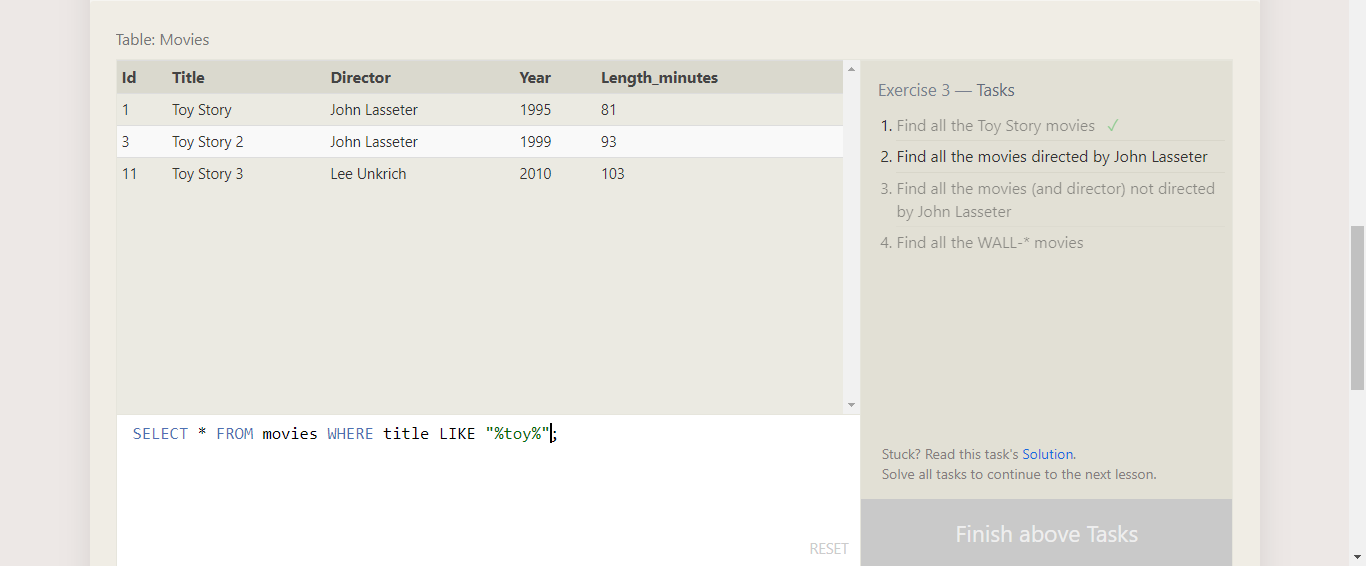 Table: Movies
Id Title Director Year Length_minutes
1 Toy Story John Lasseter 1995 81
3 Toy Story 2 John Lasseter 1999 93
11 Toy Story 3 Lee Unkrich 2010 103
SELECT * FROM movies WHERE title LIKE "%toy%";
RESET
Exercise 3 — Tasks
1. Find all the Toy Story movies ✓
2. Find all the movies directed by John Lasseter
3. Find all the movies (and director) not directed
by John Lasseter
4. Find all the WALL-* movies
Stuck? Read this task's Solution.
Solve all tasks to continue to the next lesson.
Finish above Tasks